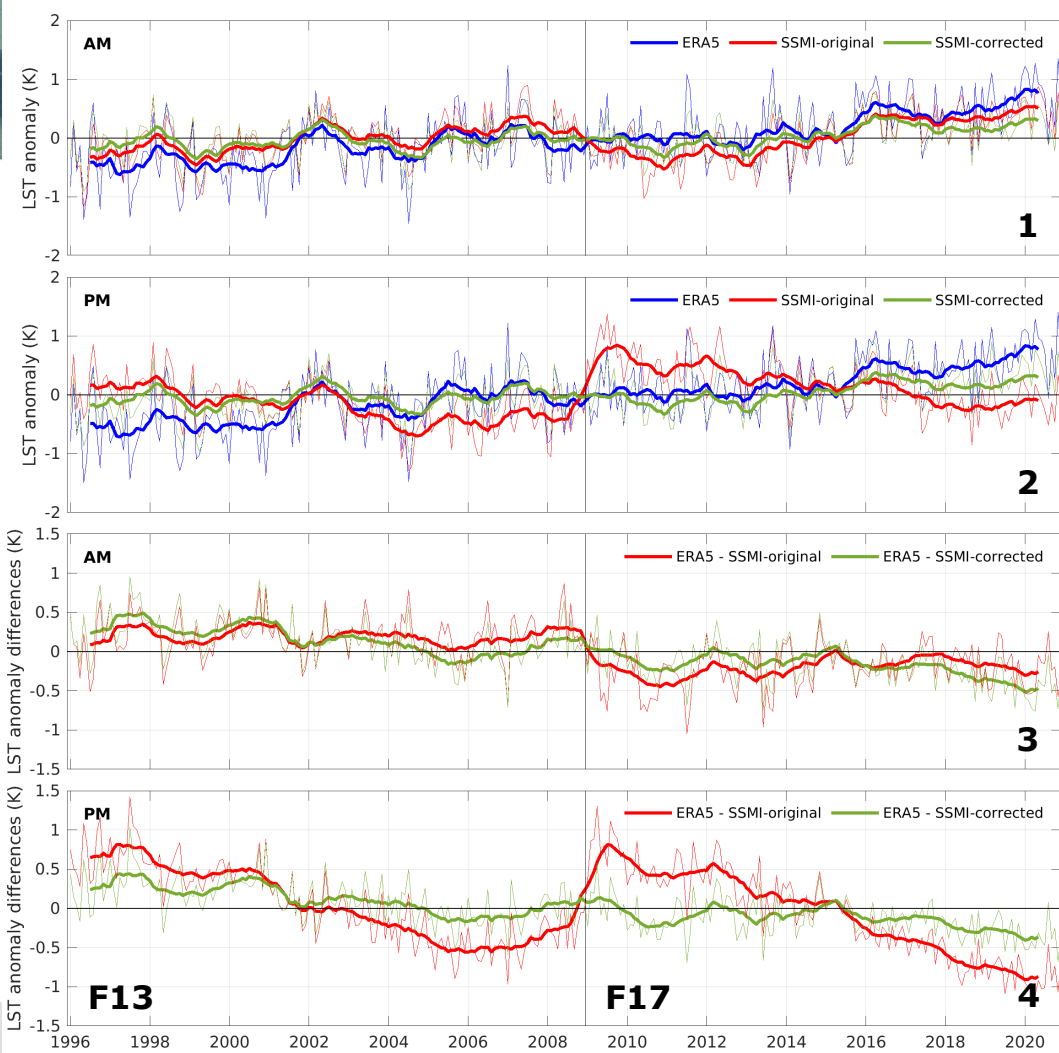 2
AM
ERA5 SSMI-original SSMI-corrected
1
0
-1
-2
LST anomaly (K)
1
2
PM
ERA5 SSMI-original SSMI-corrected
1
0
-1
-2
LST anomaly (K)
2
1.5
AM
ERA5 - SSMI-original ERA5 - SSMI-corrected
1
0.5
0
-0.5
-1
-1.5
LST anomaly differences (K)
3
1.5
PM
ERA5 - SSMI-original ERA5 - SSMI-corrected
1
0.5
0
-0.5
-1
-1.5
LST anomaly differences (K)
F13 F17 4
1996 1998 2000 2002 2004 2006 2008 2010 2012 2014 2016 2018 2020